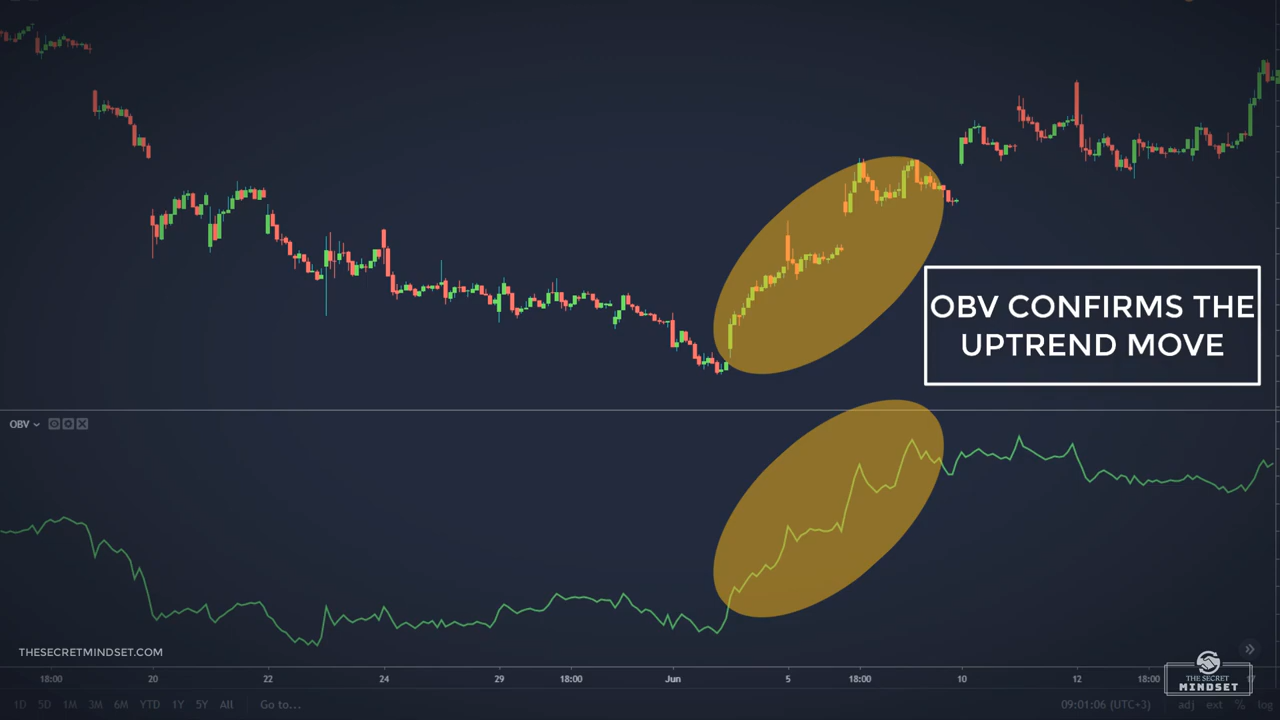 OBV CONFIRMS THE
UPTREND MOVE
OBV
THESECRETMINDSET.COM
18:00 20 22 24 29 18:00 Jun 5 18:00 10 12 18:00 17
THE SECRET
MINDSET
1D 5D 1M 3M 6M YTD 1Y 5Y All Go to... 09:01:06 (UTC+3) adj ext % log